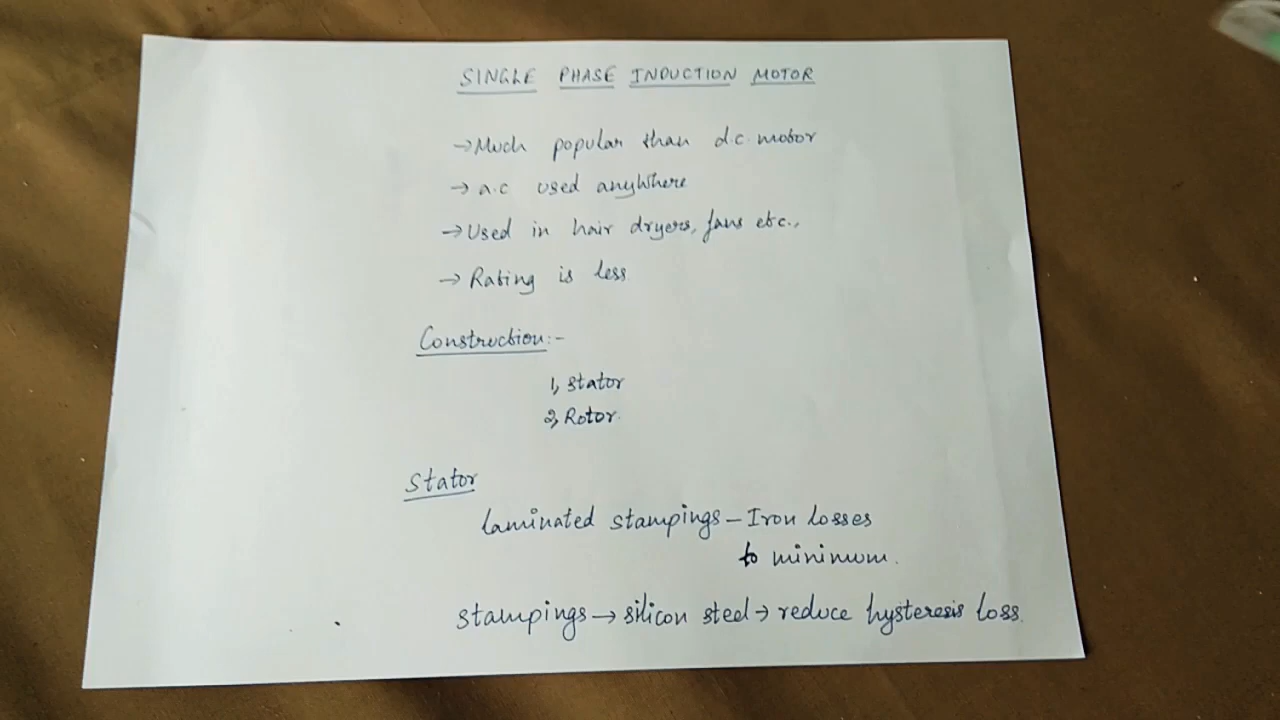 SINGLE PHASE INDUCTION MOTOR
→ Much popular than d.c. motor
→ a.c used anywhere
→ Used in hair dryers, fans etc.,
→ Rating is less
Construction:-
1, Stator
2, Rotor.
Stator
Laminated stampings – Iron losses
to minimum.
stampings → silicon steel → reduce hysteresis loss.